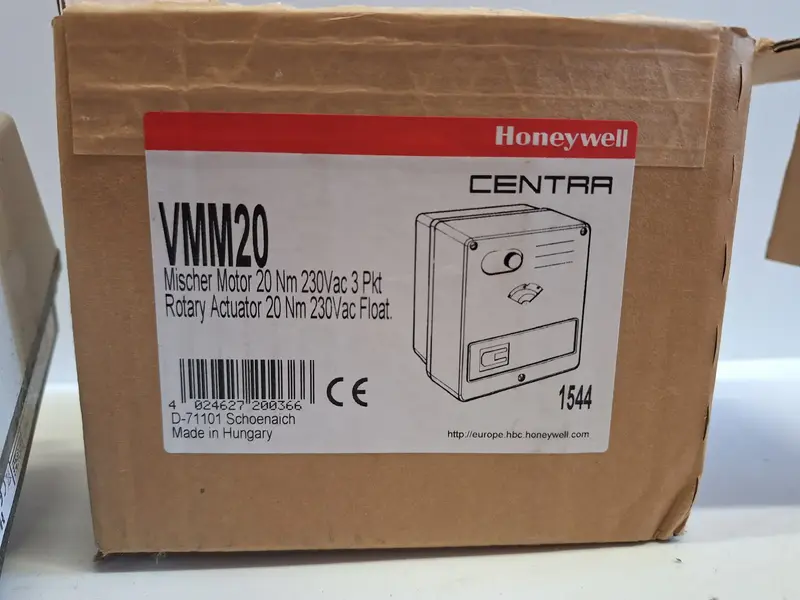 Honeywell
CENTRA
VMM20
Mischer Motor 20 Nm 230Vac 3 Pkt
Rotary Actuator 20 Nm 230Vac Float.
4 024627 200366
CE
D-71101 Schoenaich
Made in Hungary
1544
http://europe.hbc.honeywell.com